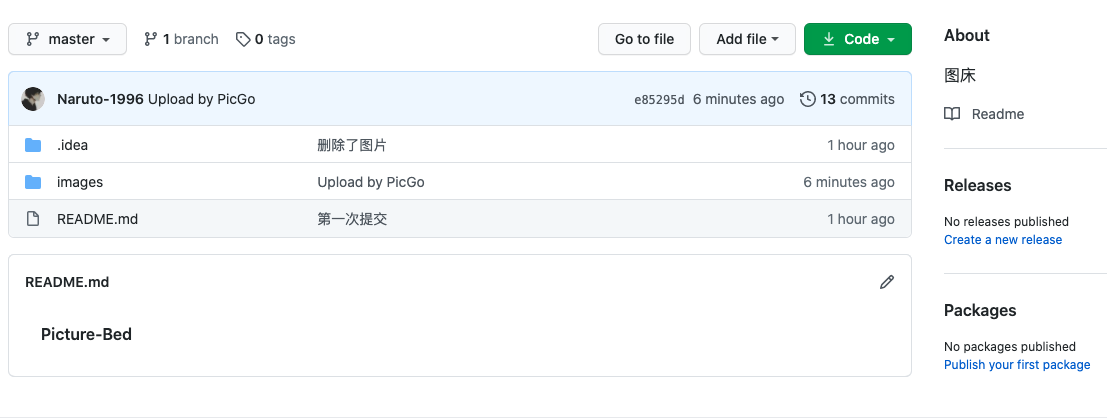 master 1 branch 0 tags Go to file Add file Code
Naruto-1996 Upload by PicGo e85295d 6 minutes ago 13 commits
.idea 删除了图片 1 hour ago
images Upload by PicGo 6 minutes ago
README.md 第一次提交 1 hour ago
README.md
Picture-Bed
About
图床
Readme
Releases
No releases published
Create a new release
Packages
No packages published
Publish your first package